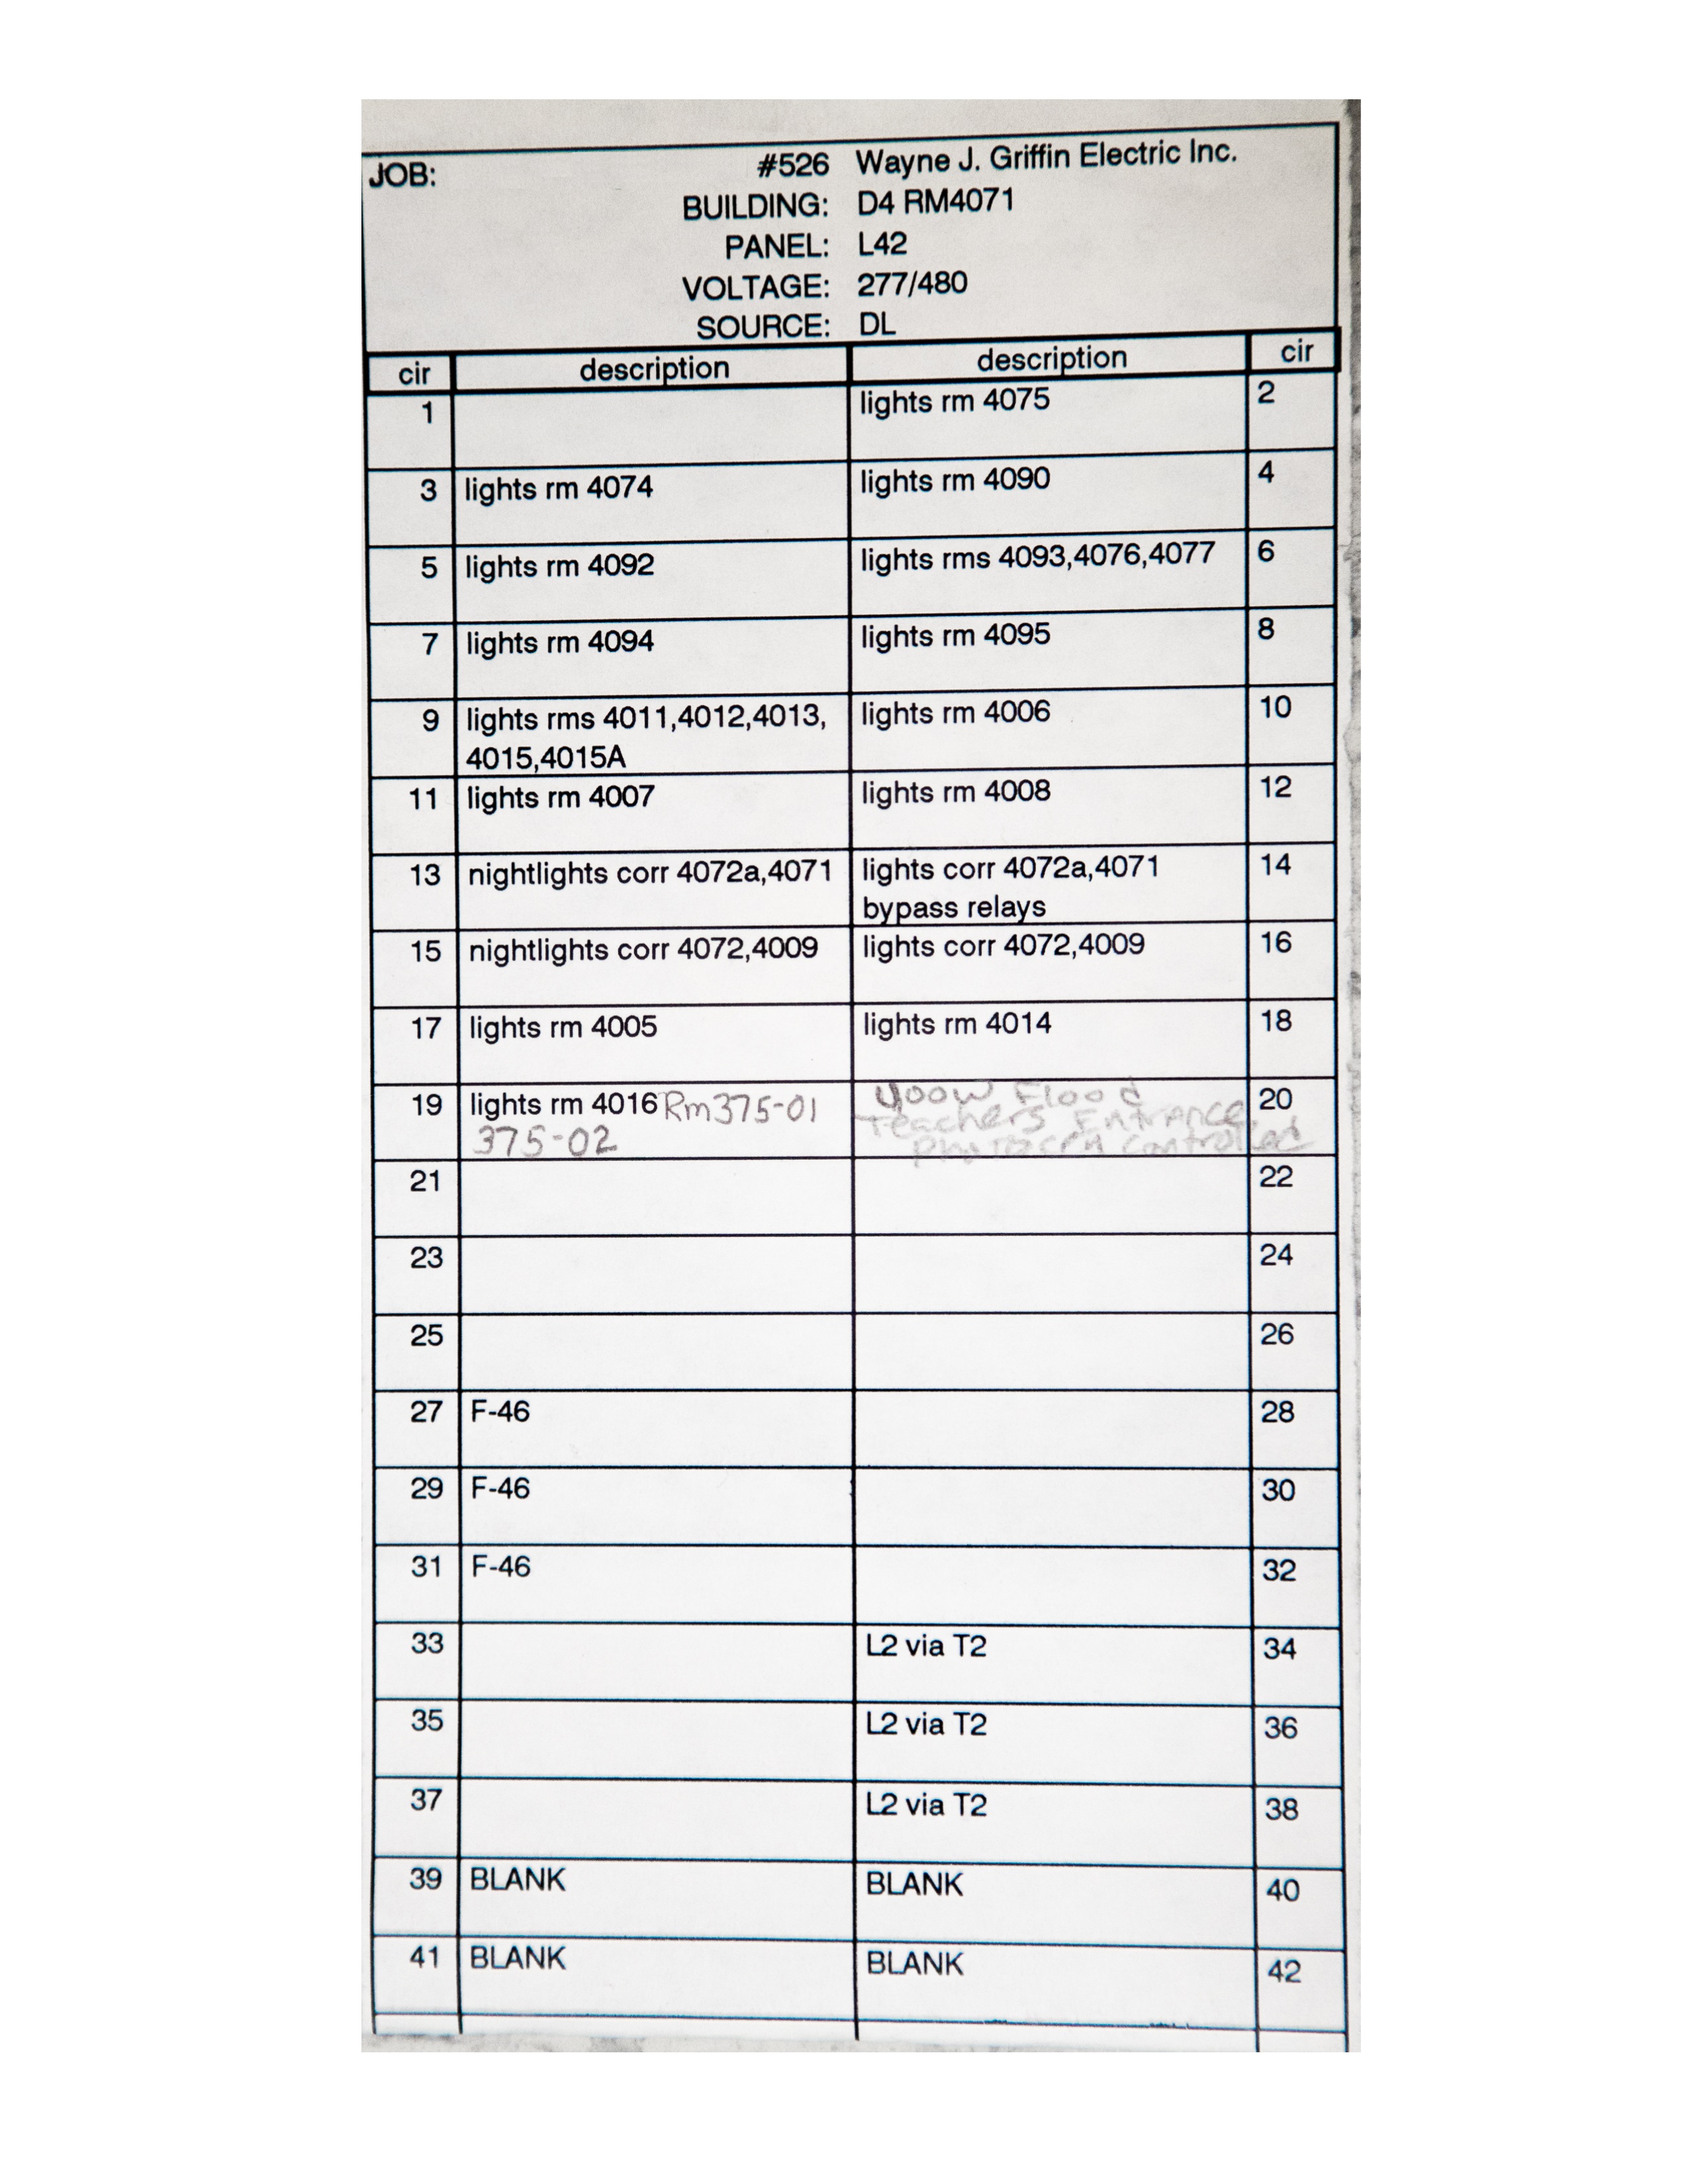 JOB: #526 Wayne J. Griffin Electric Inc.
BUILDING: D4 RM4071
PANEL: L42
VOLTAGE: 277/480
SOURCE: DL
cir description description cir
1 lights rm 4075 2
3 lights rm 4074 lights rm 4090 4
5 lights rm 4092 lights rms 4093,4076,4077 6
7 lights rm 4094 lights rm 4095 8
9 lights rms 4011,4012,4013, lights rm 4006 10
4015,4015A
11 lights rm 4007 lights rm 4008 12
13 nightlights corr 4072a,4071 lights corr 4072a,4071 14
bypass relays
15 nightlights corr 4072,4009 lights corr 4072,4009 16
17 lights rm 4005 lights rm 4014 18
19 lights rm 4016 Rm375-01 400W Flood 20
375-02 Teachers Entrance
Controlled
21 22
23 24
25 26
27 F-46 28
29 F-46 30
31 F-46 32
33 L2 via T2 34
35 L2 via T2 36
37 L2 via T2 38
39 BLANK BLANK 40
41 BLANK BLANK 42